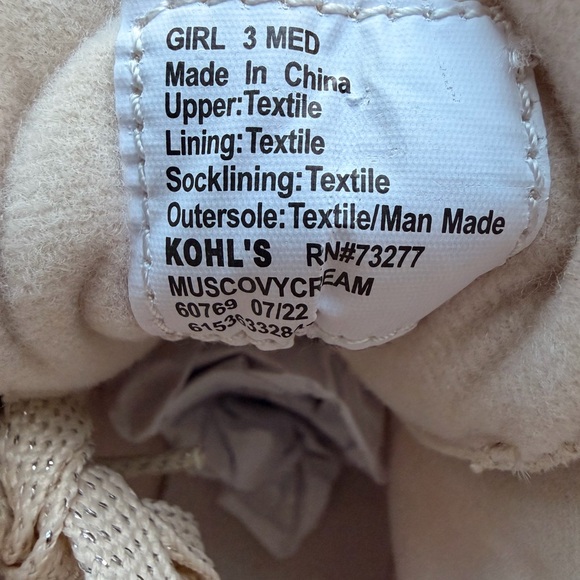 GIRL 3 MED
Made In China
Upper:Textile
Lining:Textile
Socklining:Textile
Outersole:Textile/Man Made
KOHL'S RN#73277
MUSCOVYCREAM
60769 07/22